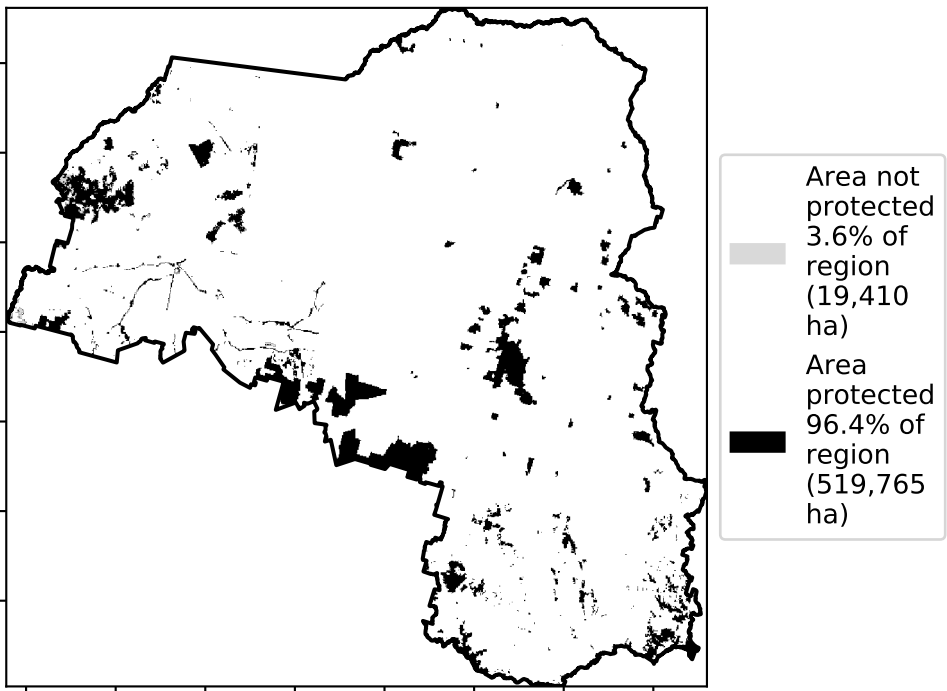 Area not
protected
3.6% of
region
(19,410
ha)
Area
protected
96.4% of
region
(519,765
ha)